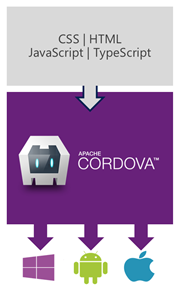 CSS | HTML
JavaScript | TypeScript
APACHE
CORDOVA™